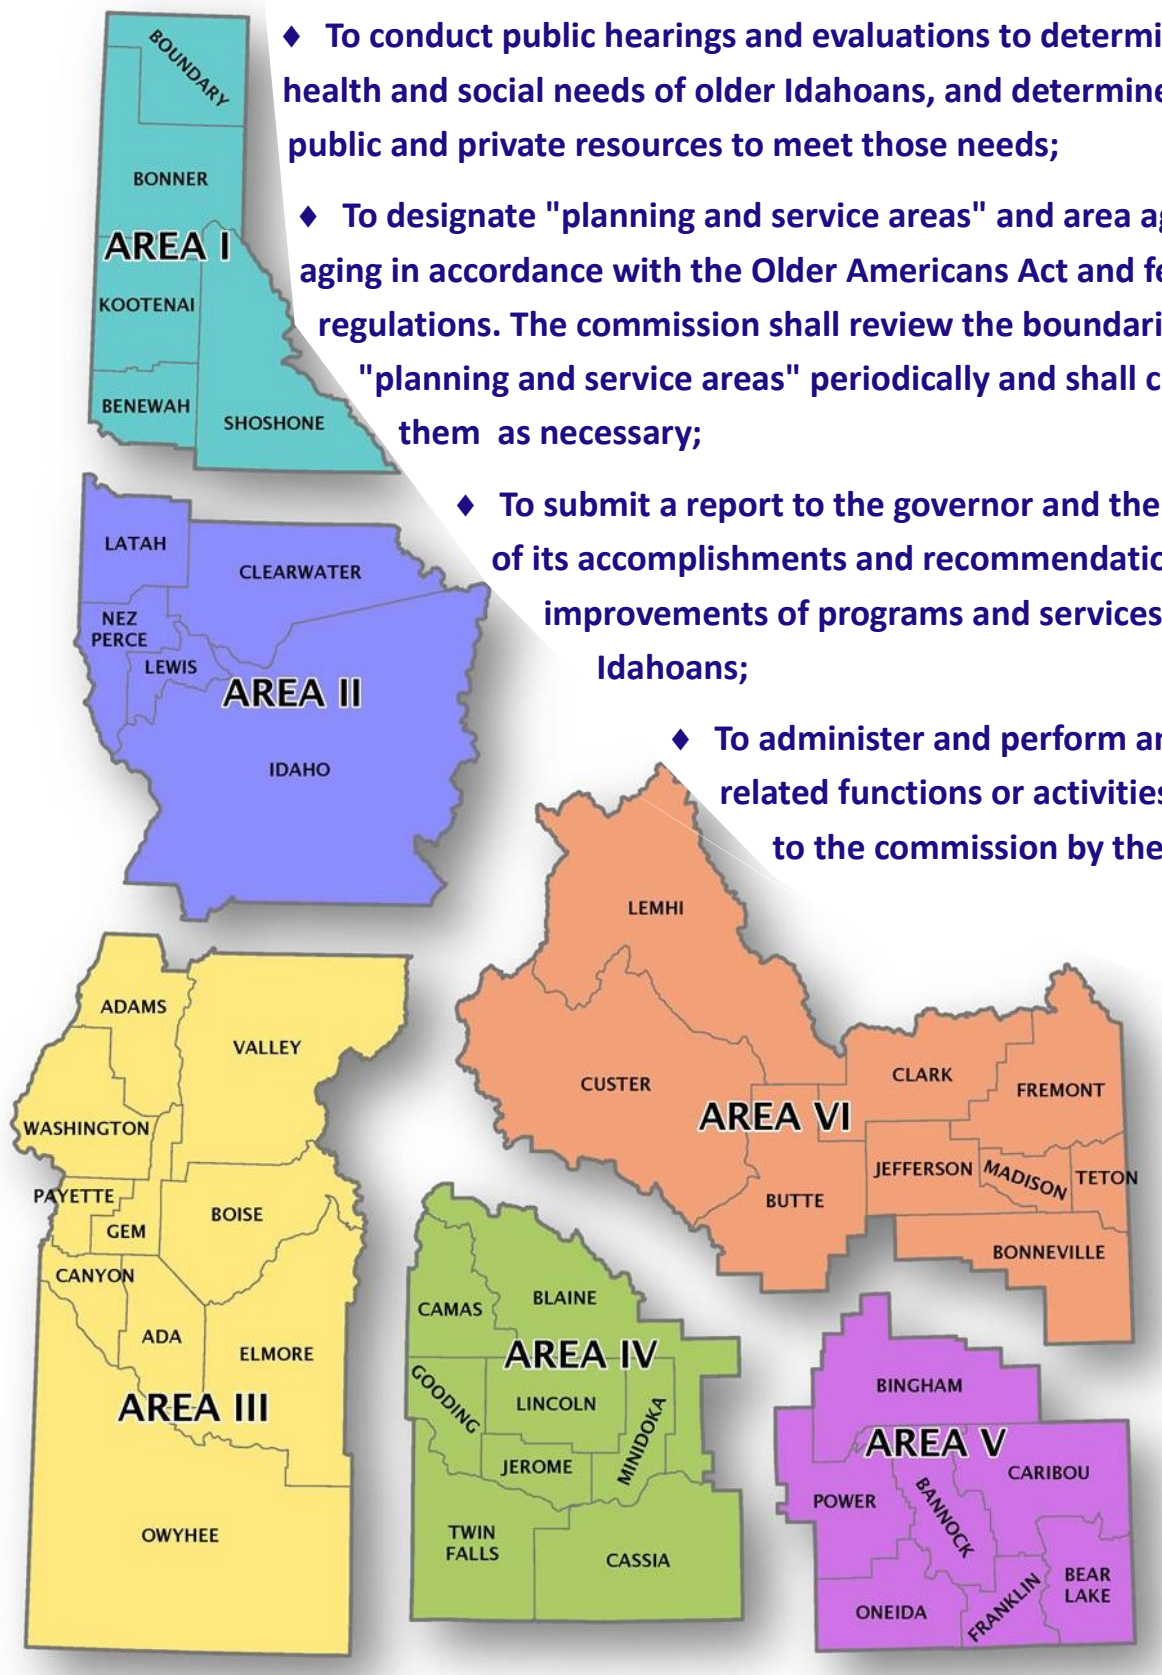 ♦ To conduct public hearings and evaluations to determi
health and social needs of older Idahoans, and determine
public and private resources to meet those needs;
♦ To designate "planning and service areas" and area ag
aging in accordance with the Older Americans Act and fe
regulations. The commission shall review the boundari
"planning and service areas" periodically and shall c
them as necessary;
♦ To submit a report to the governor and the
of its accomplishments and recommendatio
improvements of programs and services
Idahoans;
♦ To administer and perform an
related functions or activities
to the commission by the
BOUNDARY
BONNER
AREA I
KOOTENAI
BENEWAH
SHOSHONE
LATAH
CLEARWATER
NEZ
PERCE
LEWIS
AREA II
IDAHO
ADAMS
VALLEY
WASHINGTON
PAYETTE
GEM
BOISE
CANYON
ADA
ELMORE
AREA III
OWYHEE
LEMHI
CUSTER
CLARK
FREMONT
AREA VI
JEFFERSON
MADISON
TETON
BUTTE
BONNEVILLE
CAMAS
BLAINE
AREA IV
GOODING
LINCOLN
MINIDOKA
JEROME
TWIN
FALLS
CASSIA
BINGHAM
AREA V
CARIBOU
POWER
BANNOCK
BEAR
LAKE
ONEIDA
FRANKLIN